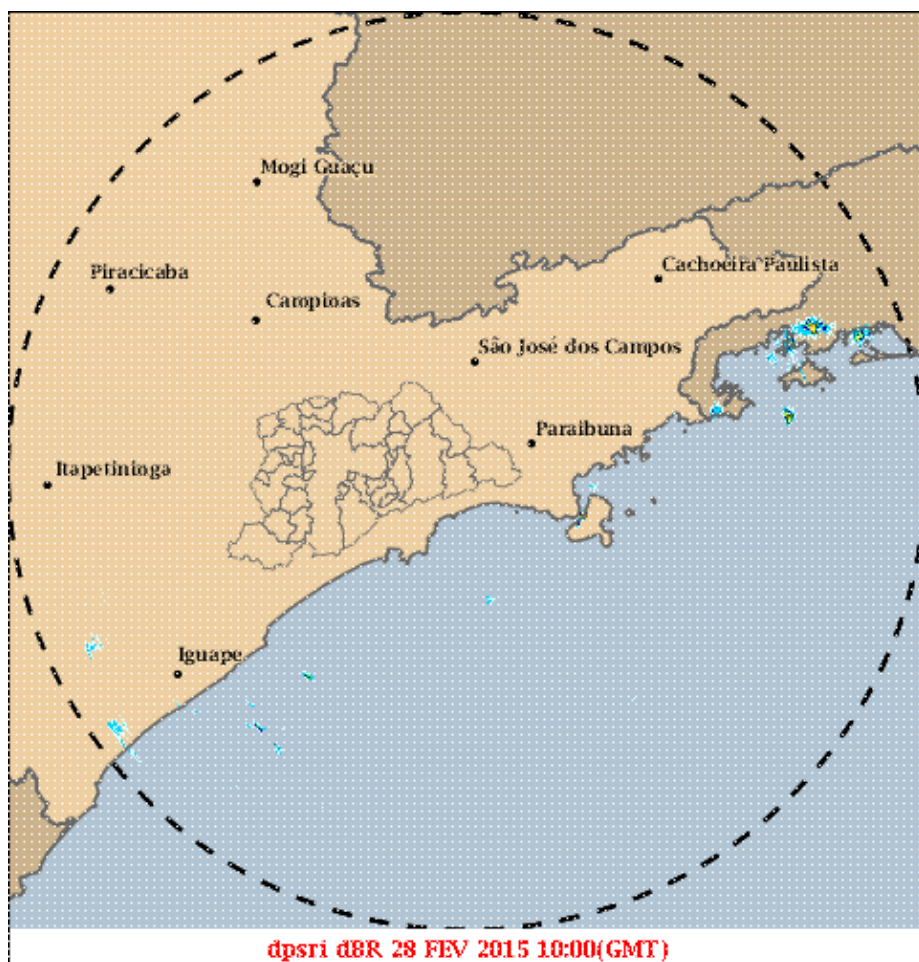 Mogi Guaçu
Cachoeira Paulista
Piracicaba
Campinas
São José dos Campos
Paraibuna
Itapetininga
Iguape
dpsri dBR 28 FEV 2015 10:00(GMT)